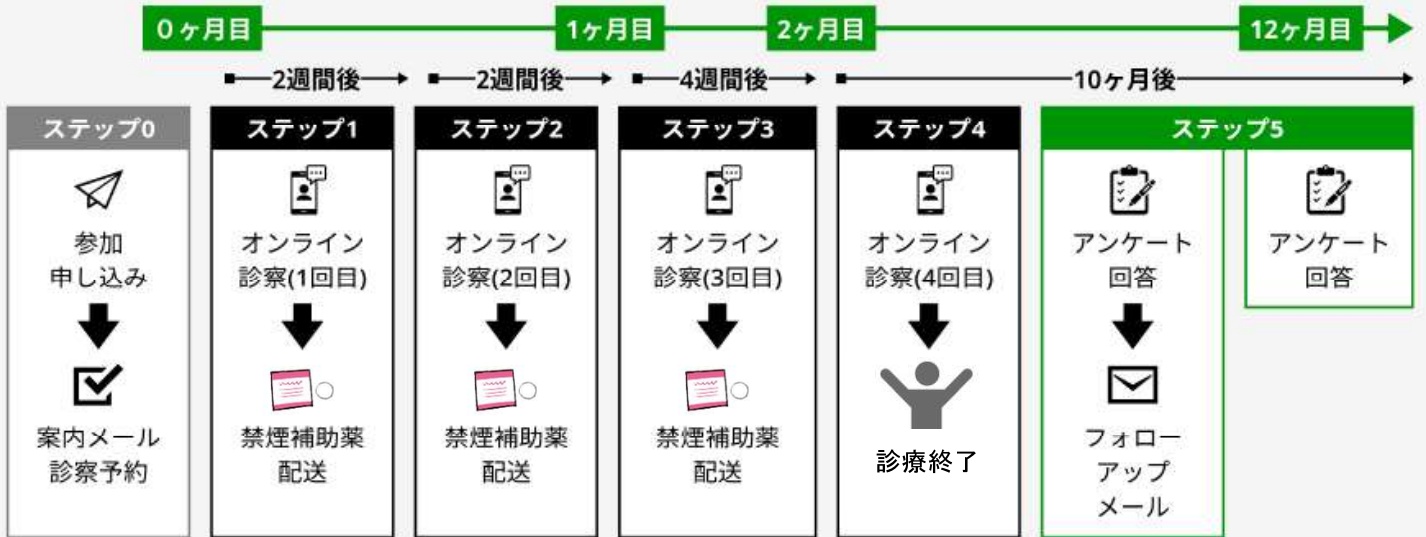 0ヶ月目
1ヶ月目
2ヶ月目
12ヶ月目
2週間後
2週間後
4週間後
10ヶ月後
ステップ0
参加
申し込み
案内メール
診察予約
ステップ1
オンライン
診察(1回目)
禁煙補助薬
配送
ステップ2
オンライン
診察(2回目)
禁煙補助薬
配送
ステップ3
オンライン
診察(3回目)
禁煙補助薬
配送
ステップ4
オンライン
診察(4回目)
診療終了
ステップ5
アンケート
回答
フォロー
アップ
メール
アンケート
回答